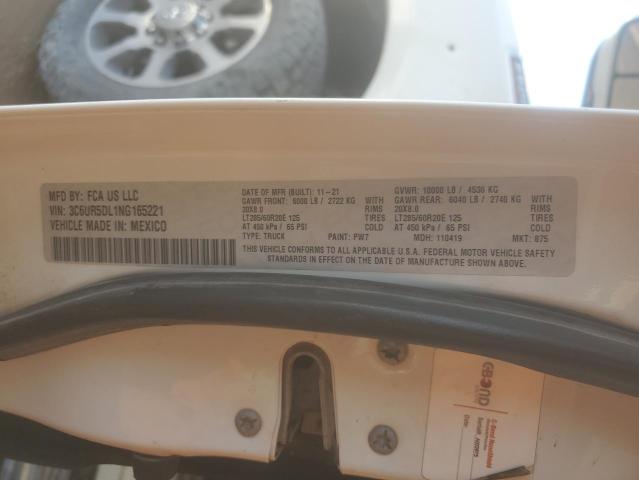 MFD BY: FCA US LLC
VIN: 3C6UR5DL1NG165221
VEHICLE MADE IN: MEXICO
DATE OF MFR (BUILT): 11-21 GVWR: 10000 LB / 4536 KG
GAWR FRONT: 6000 LB / 2722 KG WITH GAWR REAR: 6040 LB / 2740 KG WITH
20X8.0 RIMS 20X8.0 RIMS
LT285/60R20E 125 TIRES LT285/60R20E 125 TIRES
AT 450 kPa / 65 PSI COLD AT 450 kPa / 65 PSI COLD
TYPE: TRUCK PAINT: PW7 MDH: 110419 MKT: 875
CONFORMS TO ALL APPLICABLE U.S.A. FEDERAL MOTOR VEHICLE SAFETY
STANDARDS IN EFFECT ON THE DATE OF MANUFACTURE SHOWN ABOVE.
GBOND